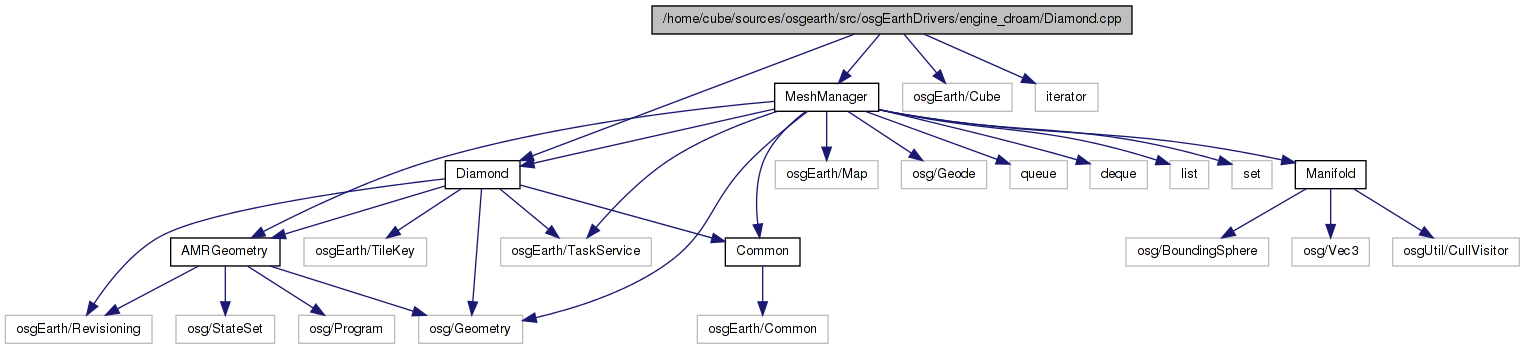 /home/cube/sources/osgearth/src/osgEarthDrivers/engine_droam/Diamond.cpp
MeshManager
osgEarth/Cube
iterator
Diamond
osgEarth/Map
osg/Geode
queue
deque
list
set
Manifold
AMRGeometry
osgEarth/TileKey
osgEarth/TaskService
Common
osg/BoundingSphere
osg/Vec3
osgUtil/CullVisitor
osgEarth/Revisioning
osg/StateSet
osg/Program
osg/Geometry
osgEarth/Common